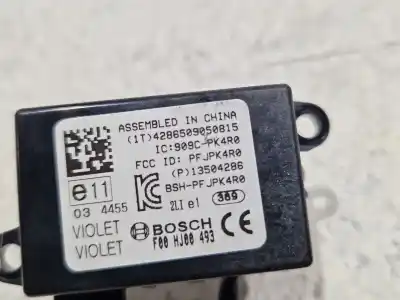 ASSEMBLED IN CHINA
(1T)4286509050815
IC:909C-PK4R0
FCC ID: PFJPK4R0
(P)13504286
BSH-PFJPK4R0
e11
03 4455
2LI e1
369
VIOLET
VIOLET
BOSCH
CE
F00 HJ00 493